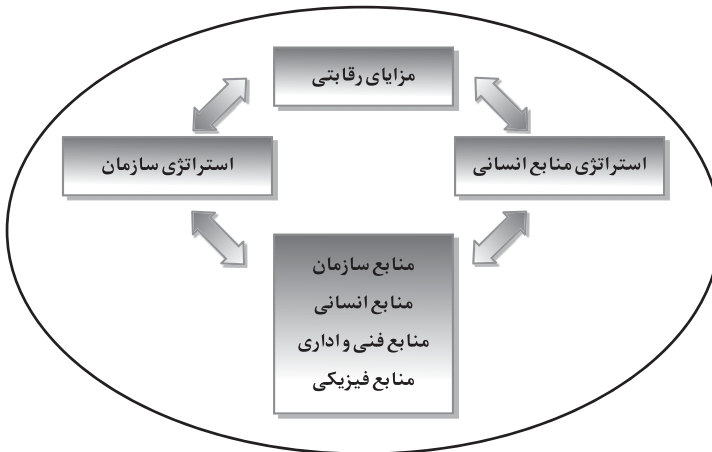 مزایای رقابتی
استراتژی منابع انسانی
استراتژی سازمان
منابع سازمان
منابع انسانی
منابع فنی و اداری
منابع فیزیکی